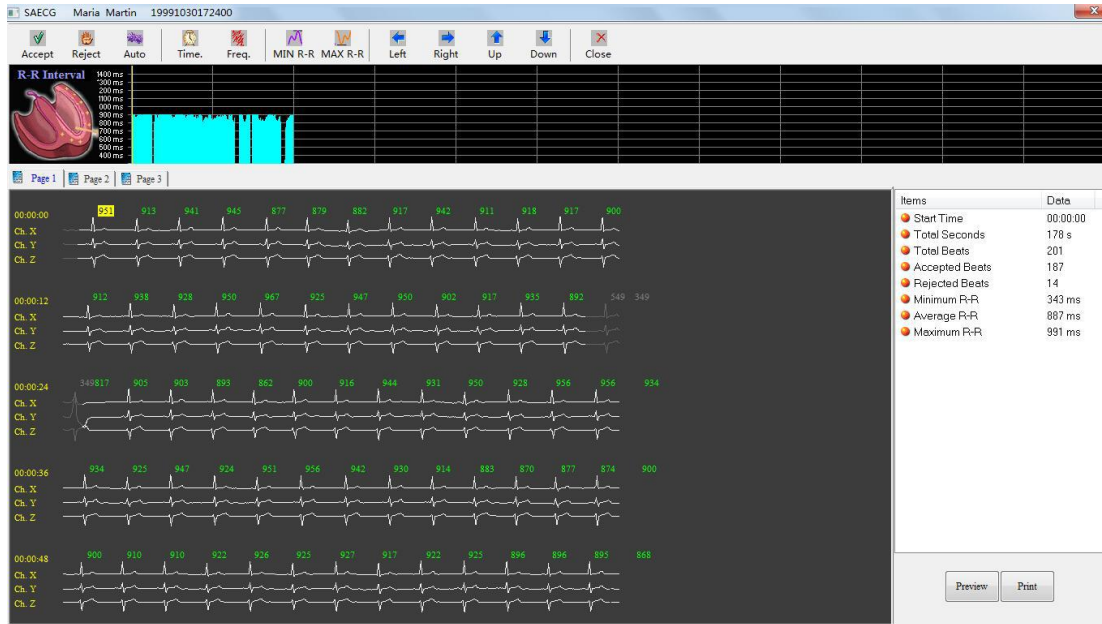 SAECG Maria Martin 19991030172400
Accept Reject Auto Time. Freq. MIN R-R MAX R-R Left Right Up Down Close
R-R Interval
1400 ms
300 ms
200 ms
1100 ms
000 ms
900 ms
800 ms
700 ms
600 ms
500 ms
400 ms
Page 1 Page 2 Page 3
951 913 941 945 877 879 882 917 942 911 918 917 900
00:00:00
Ch. X
Ch. Y
Ch. Z
912 938 928 950 967 925 947 950 902 917 935 892 549 349
00:00:12
Ch. X
Ch. Y
Ch. Z
349 817 905 903 893 862 900 916 944 931 950 928 956 956 934
00:00:24
Ch. X
Ch. Y
Ch. Z
934 925 947 924 951 956 942 930 914 883 870 877 874 900
00:00:36
Ch. X
Ch. Y
Ch. Z
900 910 910 922 926 925 927 917 922 925 896 896 895 868
00:00:48
Ch. X
Ch. Y
Ch. Z
Items Data
Start Time 00:00:00
Total Seconds 178 s
Total Beats 201
Accepted Beats 187
Rejected Beats 14
Minimum R-R 343 ms
Average R-R 887 ms
Maximum R-R 991 ms
Preview Print